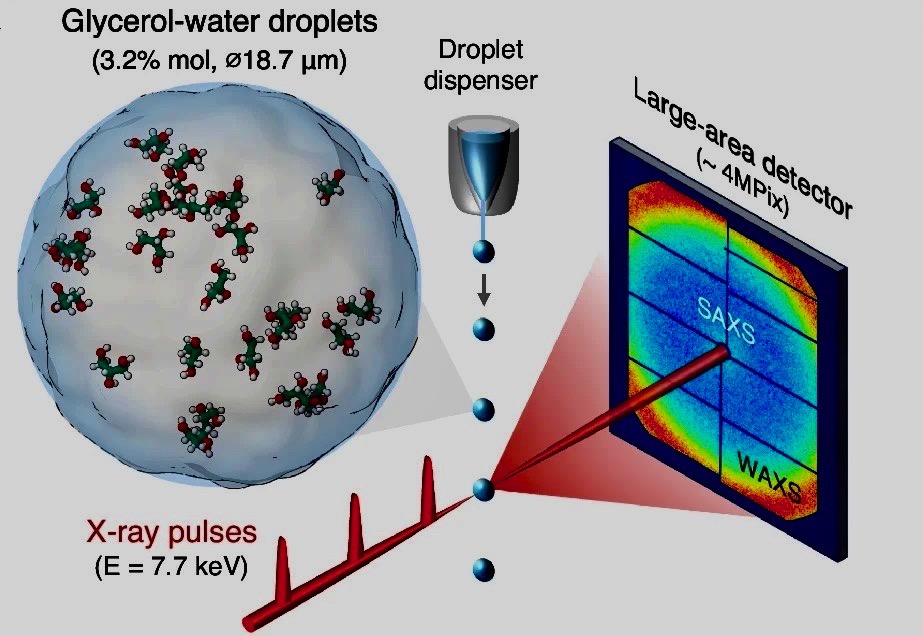 Glycerol-water droplets
(3.2% mol, ⌀18.7 μm)
Droplet
dispenser
Large-area detector
(~ 4MPix)
SAXS
WAXS
X-ray pulses
(E = 7.7 keV)